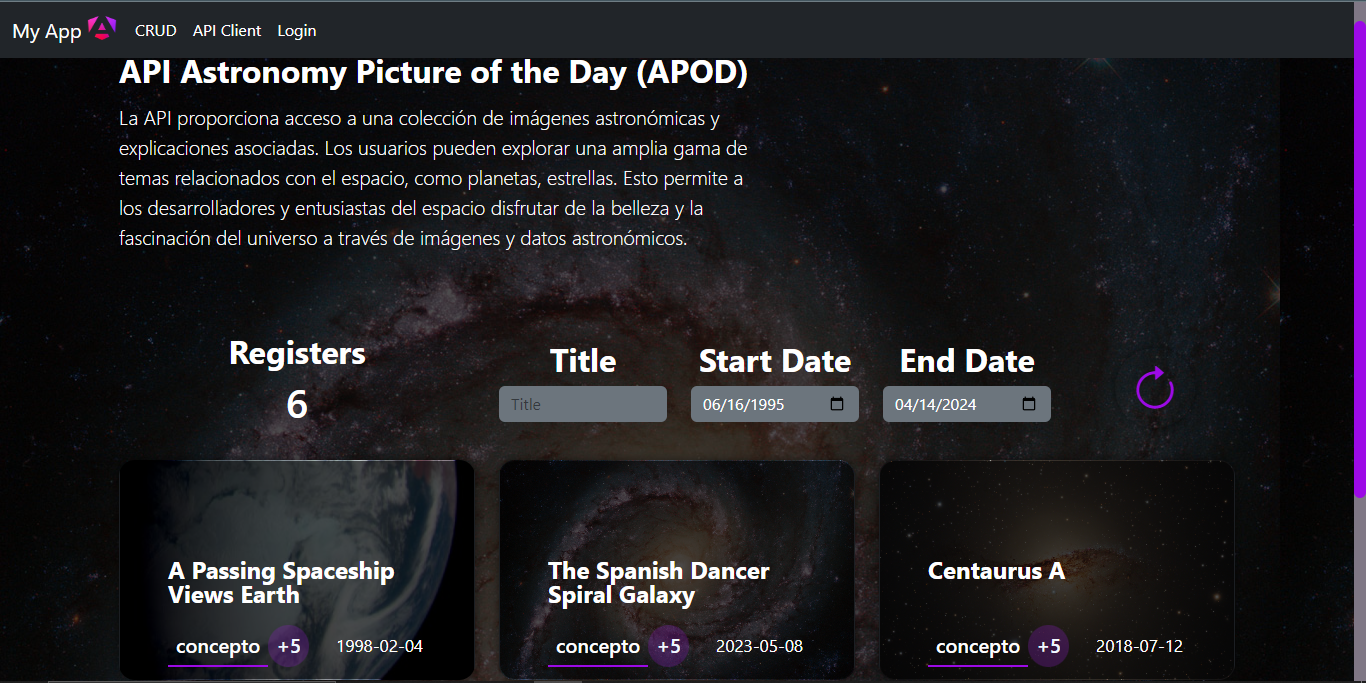 My App CRUD API Client Login
API Astronomy Picture of the Day (APOD)
La API proporciona acceso a una colección de imágenes astronómicas y
explicaciones asociadas. Los usuarios pueden explorar una amplia gama de
temas relacionados con el espacio, como planetas, estrellas. Esto permite a
los desarrolladores y entusiastas del espacio disfrutar de la belleza y la
fascinación del universo a través de imágenes y datos astronómicos.
Registers
6
Title
Title
Start Date
06/16/1995
End Date
04/14/2024
A Passing Spaceship
Views Earth
concepto +5 1998-02-04
The Spanish Dancer
Spiral Galaxy
concepto +5 2023-05-08
Centaurus A
concepto +5 2018-07-12